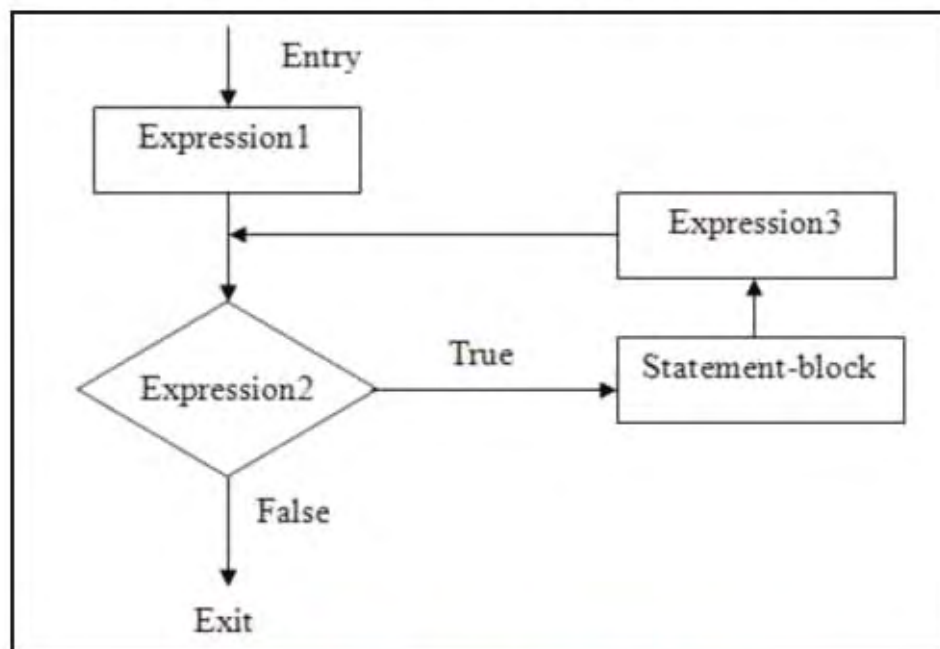 Entry
Expression1
Expression3
True
Statement-block
Expression2
False
Exit